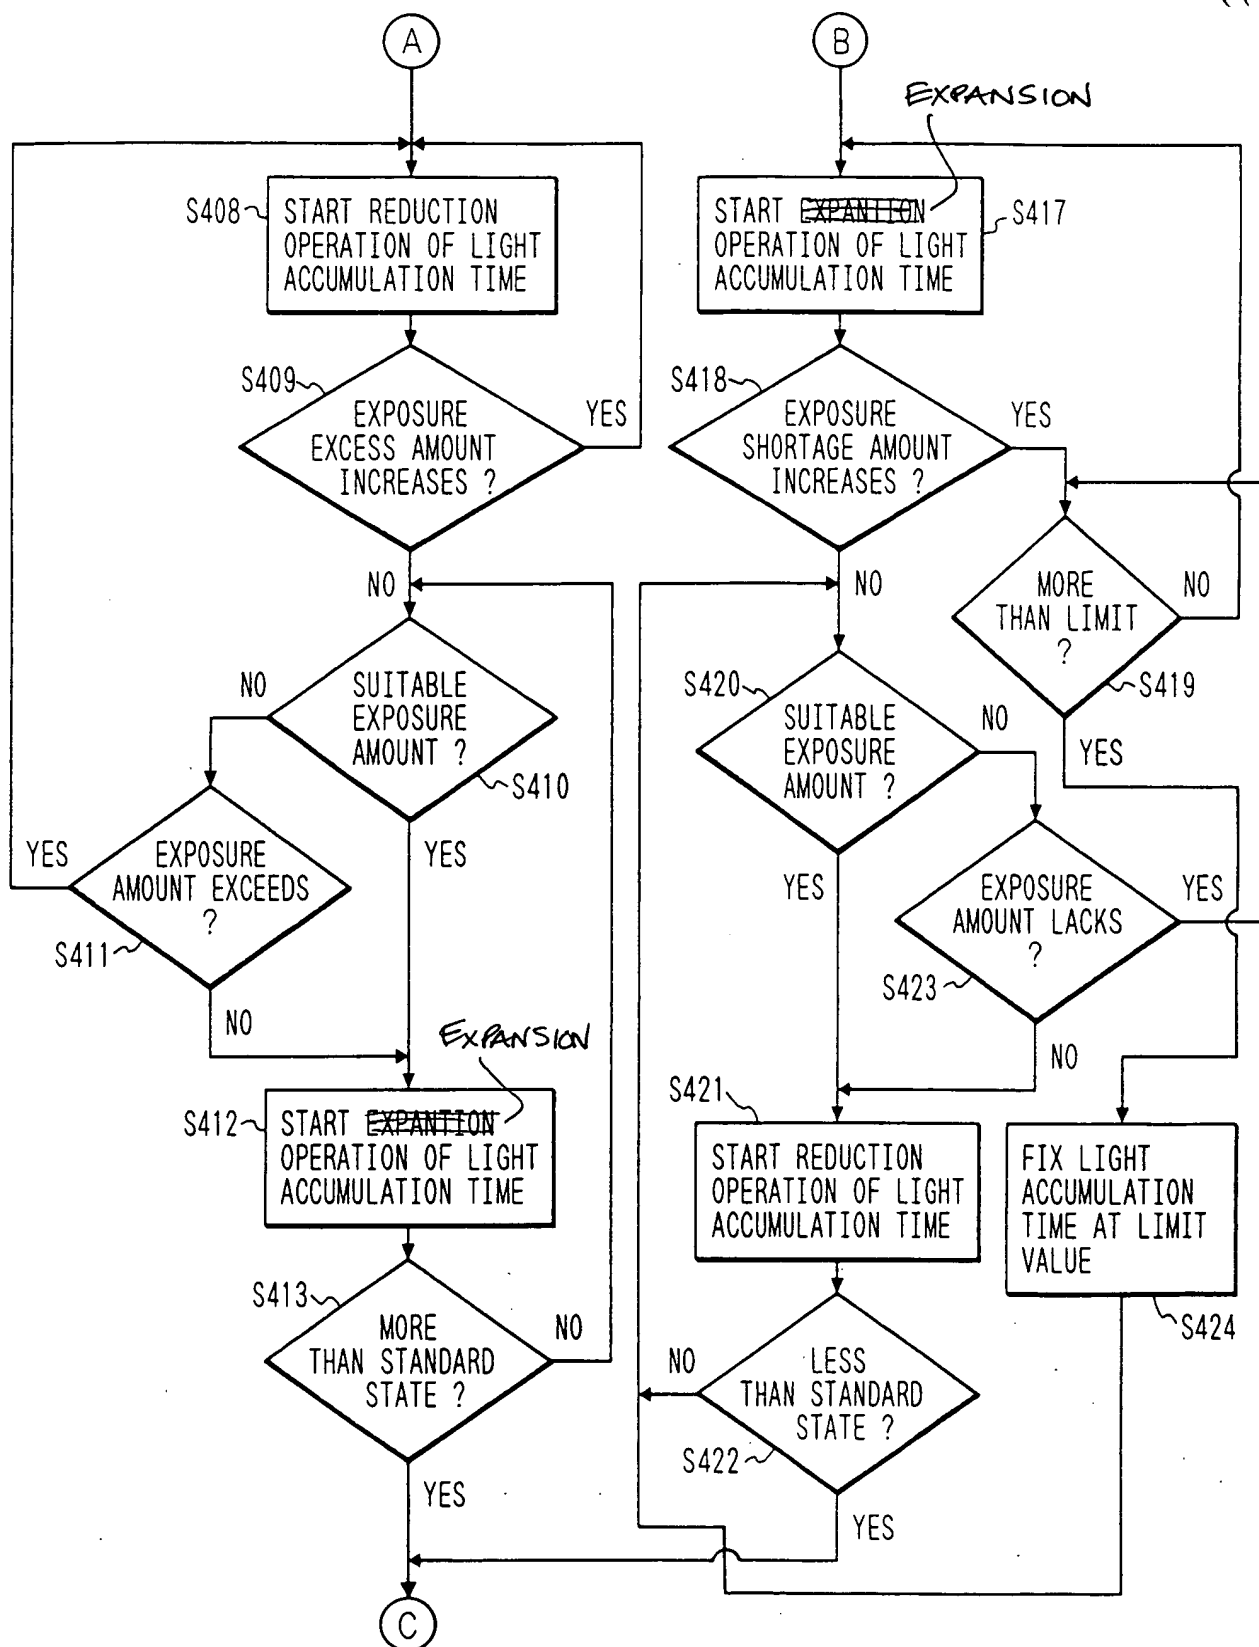 A
B
EXPANSION
S408
START REDUCTION
OPERATION OF LIGHT
ACCUMULATION TIME
START EXPANTION
OPERATION OF LIGHT
ACCUMULATION TIME
S417
S409
EXPOSURE
EXCESS AMOUNT
INCREASES ?
YES
NO
S418
EXPOSURE
SHORTAGE AMOUNT
INCREASES ?
YES
NO
MORE
THAN LIMIT
?
NO
S419
YES
SUITABLE
EXPOSURE
AMOUNT ?
NO
S410
YES
S420
SUITABLE
EXPOSURE
AMOUNT ?
NO
YES
YES
EXPOSURE
AMOUNT EXCEEDS
?
S411
NO
EXPOSURE
AMOUNT LACKS
?
YES
S423
NO
EXPANSION
S412
START EXPANTION
OPERATION OF LIGHT
ACCUMULATION TIME
S421
START REDUCTION
OPERATION OF LIGHT
ACCUMULATION TIME
FIX LIGHT
ACCUMULATION
TIME AT LIMIT
VALUE
S424
S413
MORE
THAN STANDARD
STATE ?
NO
YES
NO
LESS
THAN STANDARD
STATE ?
S422
YES
C